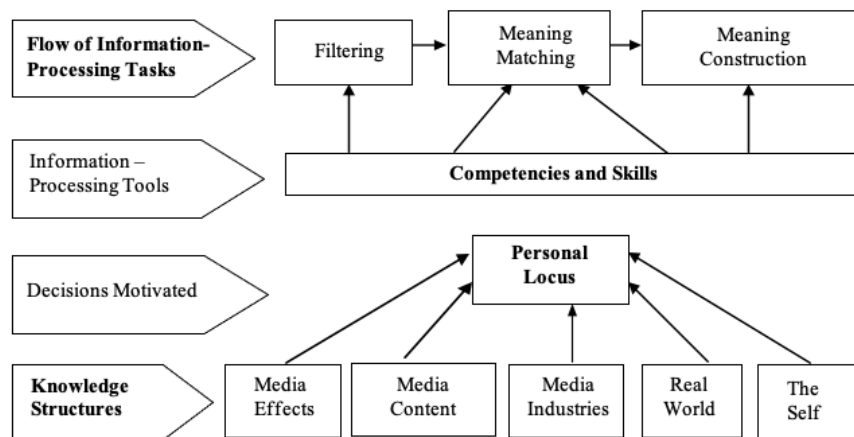 Flow of Information-
Processing Tasks
Filtering
Meaning
Matching
Meaning
Construction
Information –
Processing Tools
Competencies and Skills
Decisions Motivated
Personal
Locus
Knowledge
Structures
Media
Effects
Media
Content
Media
Industries
Real
World
The
Self